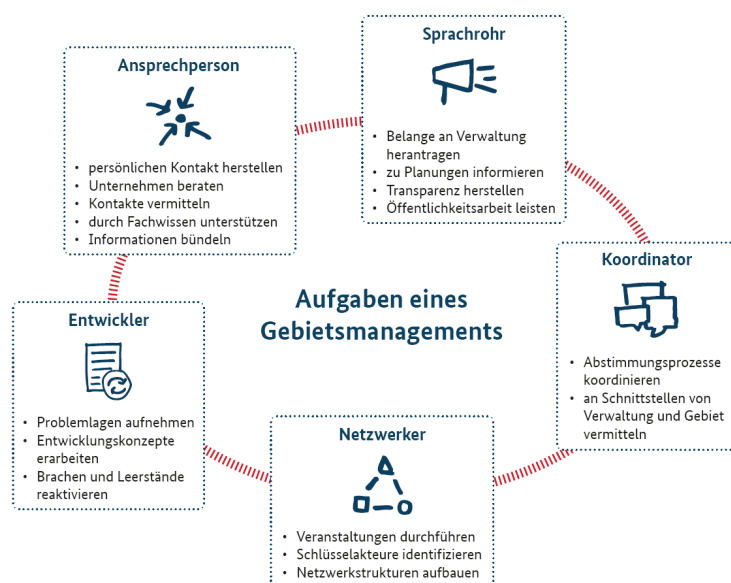 Sprachrohr
• Belange an Verwaltung
herantragen
• zu Planungen informieren
• Transparenz herstellen
• Öffentlichkeitsarbeit leisten
Ansprechperson
• persönlichen Kontakt herstellen
• Unternehmen beraten
• Kontakte vermitteln
• durch Fachwissen unterstützen
• Informationen bündeln
Koordinator
• Abstimmungsprozesse
koordinieren
• an Schnittstellen von
Verwaltung und Gebiet
vermitteln
Aufgaben eines
Gebietsmanagements
Entwickler
• Problemlagen aufnehmen
• Entwicklungskonzepte
erarbeiten
• Brachen und Leerstände
reaktivieren
Netzwerker
• Veranstaltungen durchführen
• Schlüsselakteure identifizieren
• Netzwerkstrukturen aufbauen